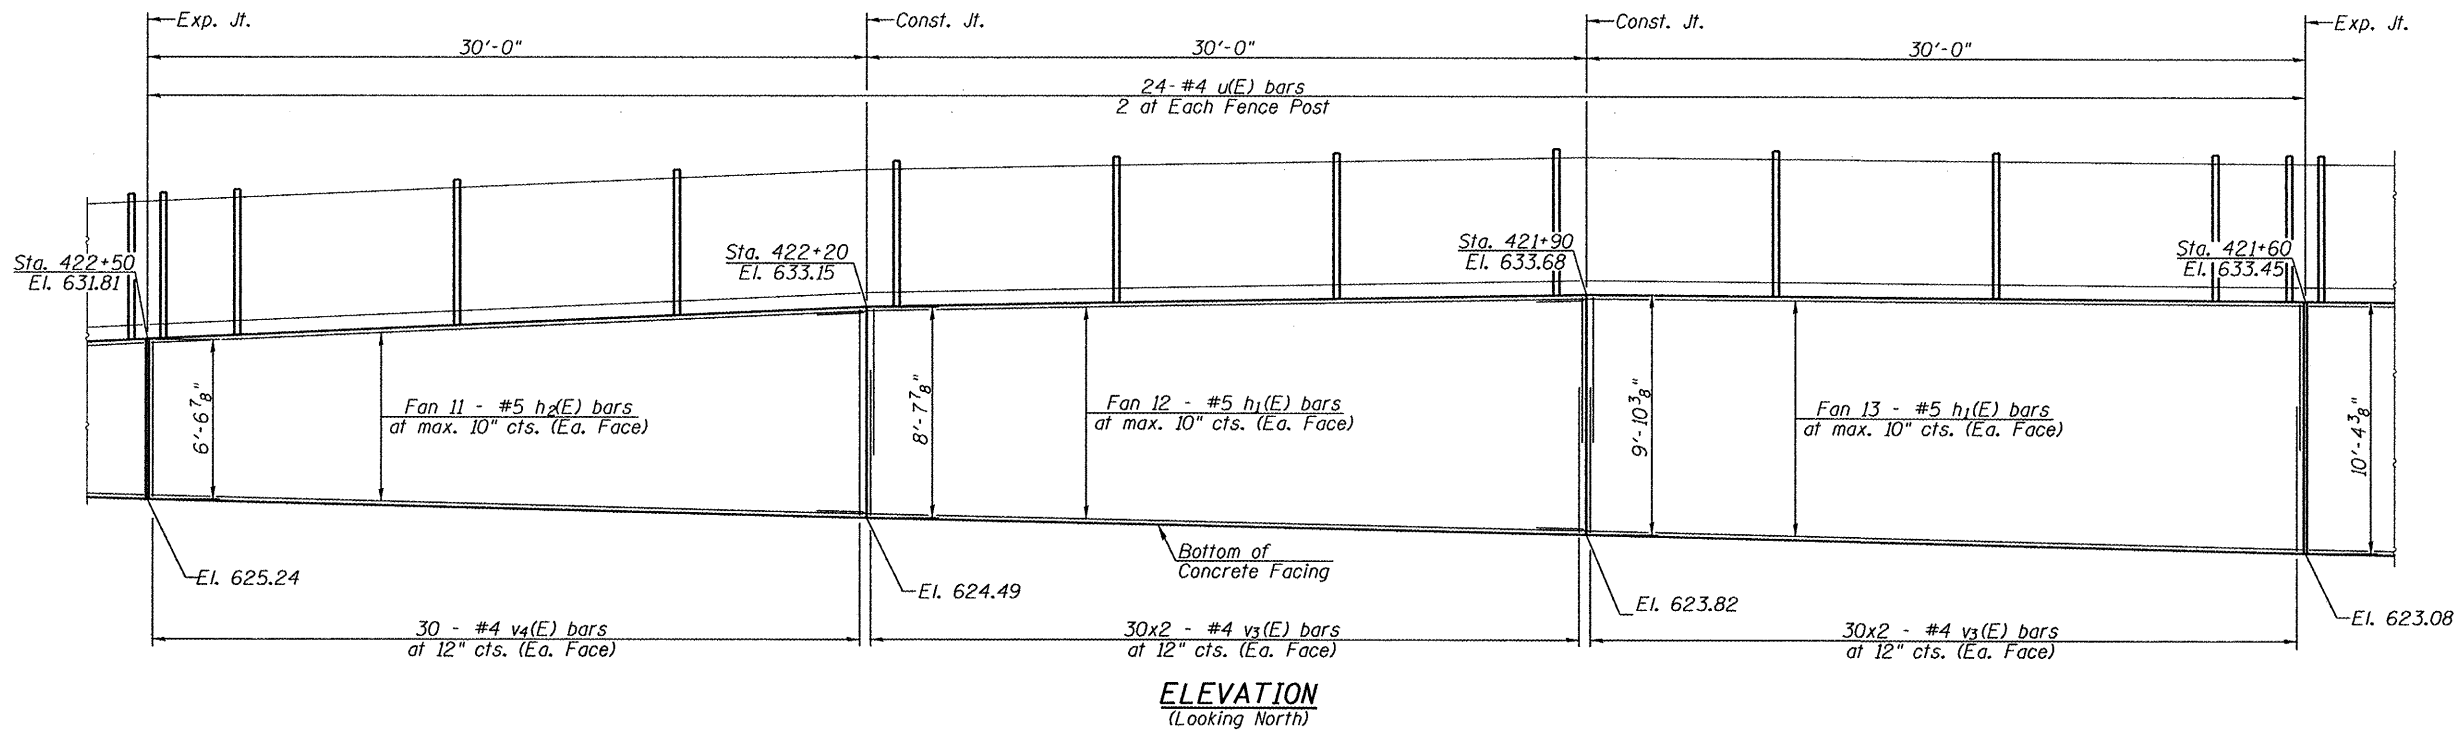 Exp. Jt.
Const. Jt.
Const. Jt.
Exp. Jt.
30'-0"
30'-0"
30'-0"
24- #4 u(E) bars
2 at Each Fence Post
Sta. 422+50
El. 631.81
Sta. 422+20
El. 633.15
Sta. 421+90
El. 633.68
Sta. 421+60
El. 633.45
6'-6 7/8"
Fan 11 - #5 h2(E) bars
at max. 10" cts. (Ea. Face)
8'-7 7/8"
Fan 12 - #5 h1(E) bars
at max. 10" cts. (Ea. Face)
9'-10 3/8"
Fan 13 - #5 h1(E) bars
at max. 10" cts. (Ea. Face)
10'-4 3/8"
Bottom of
Concrete Facing
El. 625.24
El. 624.49
El. 623.82
El. 623.08
30 - #4 v4(E) bars
at 12" cts. (Ea. Face)
30x2 - #4 v3(E) bars
at 12" cts. (Ea. Face)
30x2 - #4 v3(E) bars
at 12" cts. (Ea. Face)
ELEVATION
(Looking North)